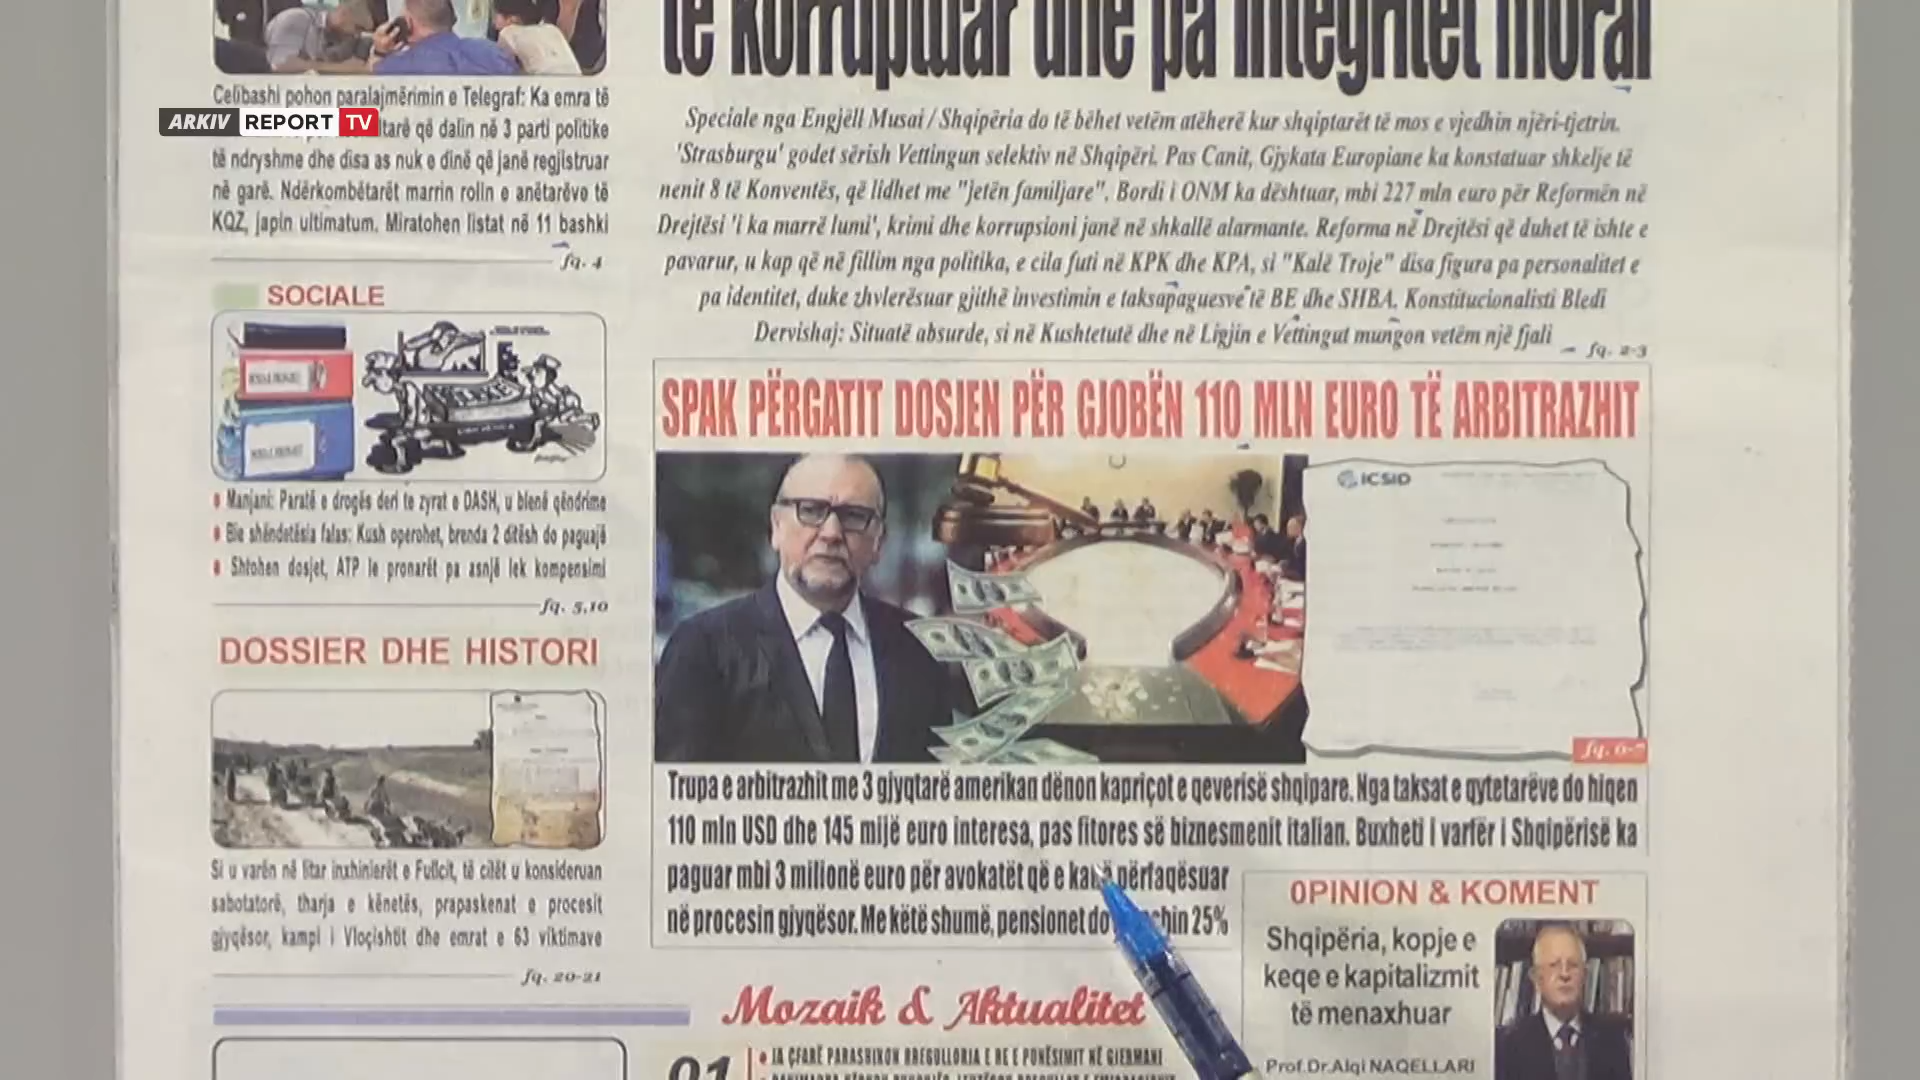 të korruptuar dhe pa integritet moral
ARKIV REPORT TV
Celibashi pohon paralajmërimin e Telegraf: Ka emra të
tarë që dalin në 3 parti politike
të ndryshme dhe disa as nuk e dinë që janë regjistruar
në garë. Ndërkombëtarët marrin rolin e anëtarëve të
KQZ, japin ultimatum. Miratohen listat në 11 bashki
fq. 4
Speciale nga Engjëll Musai / Shqipëria do të bëhet vetëm atëherë kur shqiptarët të mos e vjedhin njëri-tjetrin.
'Strasburgu' godet sërish Vettingun selektiv në Shqipëri. Pas Canit, Gjykata Europiane ka konstatuar shkelje të
nenit 8 të Konventës, që lidhet me "jetën familjare". Bordi i ONM ka dështuar, mbi 227 mln euro për Reformën në
Drejtësi 'i ka marrë lumi', krimi dhe korrupsioni janë në shkallë alarmante. Reforma në Drejtësi që duhet të ishte e
pavarur, u kap që në fillim nga politika, e cila futi në KPK dhe KPA, si "Kalë Troje" disa figura pa personalitet e
pa identitet, duke zhvlerësuar gjithë investimin e taksapaguesve të BE dhe SHBA. Konstitucionalisti Bledi
Dervishaj: Situatë absurde, si në Kushtetutë dhe në Ligjin e Vettingut mungon vetëm një fjali
fq. 2-3
SOCIALE
Manjani: Paratë e drogës deri te zyrat e DASH, u blenë qëndrime
Bie shëndetësia falas: Kush operohet, brenda 2 ditësh do paguajë
Shtohen dosjet, ATP le pronarët pa asnjë lek kompensimi
fq. 5,10
SPAK PËRGATIT DOSJEN PËR GJOBËN 110 MLN EURO TË ARBITRAZHIT
ICSID
Trupa e arbitrazhit me 3 gjyqtarë amerikan dënon kapriçot e qeverisë shqipare. Nga taksat e qytetarëve do hiqen
110 mln USD dhe 145 mijë euro interesa, pas fitores së biznesmenit italian. Buxheti i varfër i Shqipërisë ka
paguar mbi 3 milionë euro për avokatët që e kanë përfaqësuar
në procesin gjyqësor. Me këtë shumë, pensionet do 25%
DOSSIER DHE HISTORI
Si u varën në litar inxhinierët e Fullcit, të cilët u konsideruan
sabotatorë, tharja e kënetës, prapaskenat e procesit
gjyqësor, kampi i Vloçishtit dhe emrat e 63 viktimave
fq. 20-21
OPINION & KOMENT
Shqipëria, kopje e
keqe e kapitalizmit
të menaxhuar
Prof.Dr.Alqi NAQELLARI
Mozaik & Aktualitet
JA ÇFARË PARASHIKON RREGULLORJA E RE E PUNËSIMIT NË GJERMANI